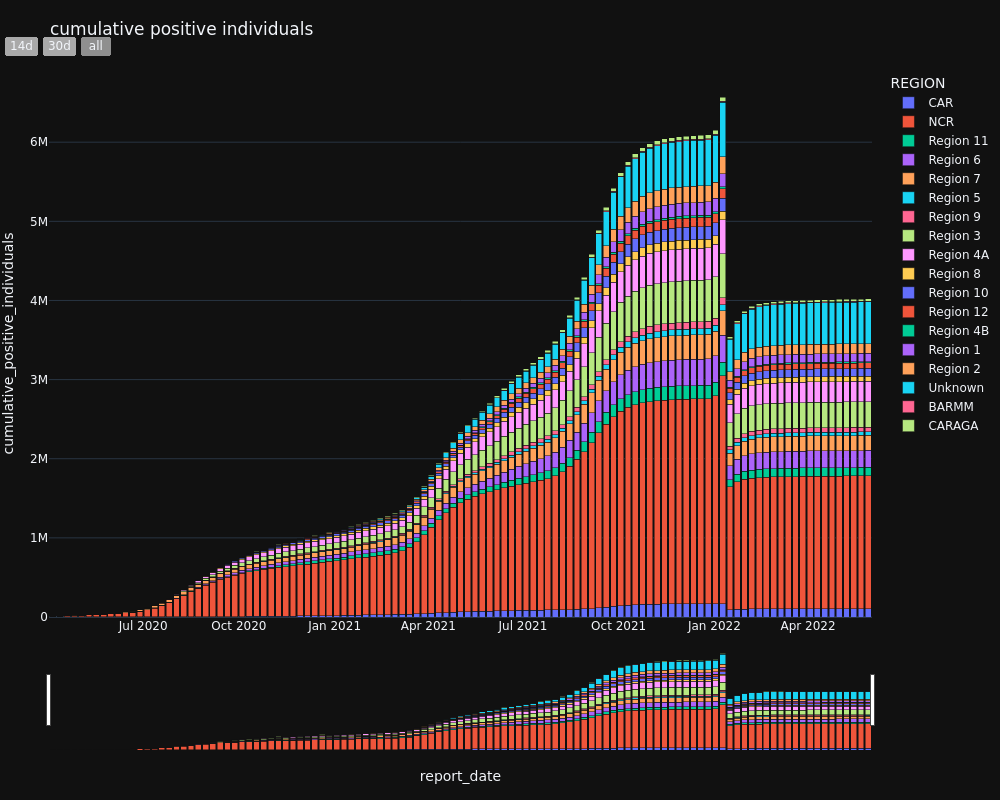 cumulative positive individuals
14d 30d all
REGION
CAR
NCR
Region 11
Region 6
Region 7
Region 5
Region 9
Region 3
Region 4A
Region 8
Region 10
Region 12
Region 4B
Region 1
Region 2
Unknown
BARMM
CARAGA
cumulative_positive_individuals
6M
5M
4M
3M
2M
1M
0
Jul 2020 Oct 2020 Jan 2021 Apr 2021 Jul 2021 Oct 2021 Jan 2022 Apr 2022
report_date